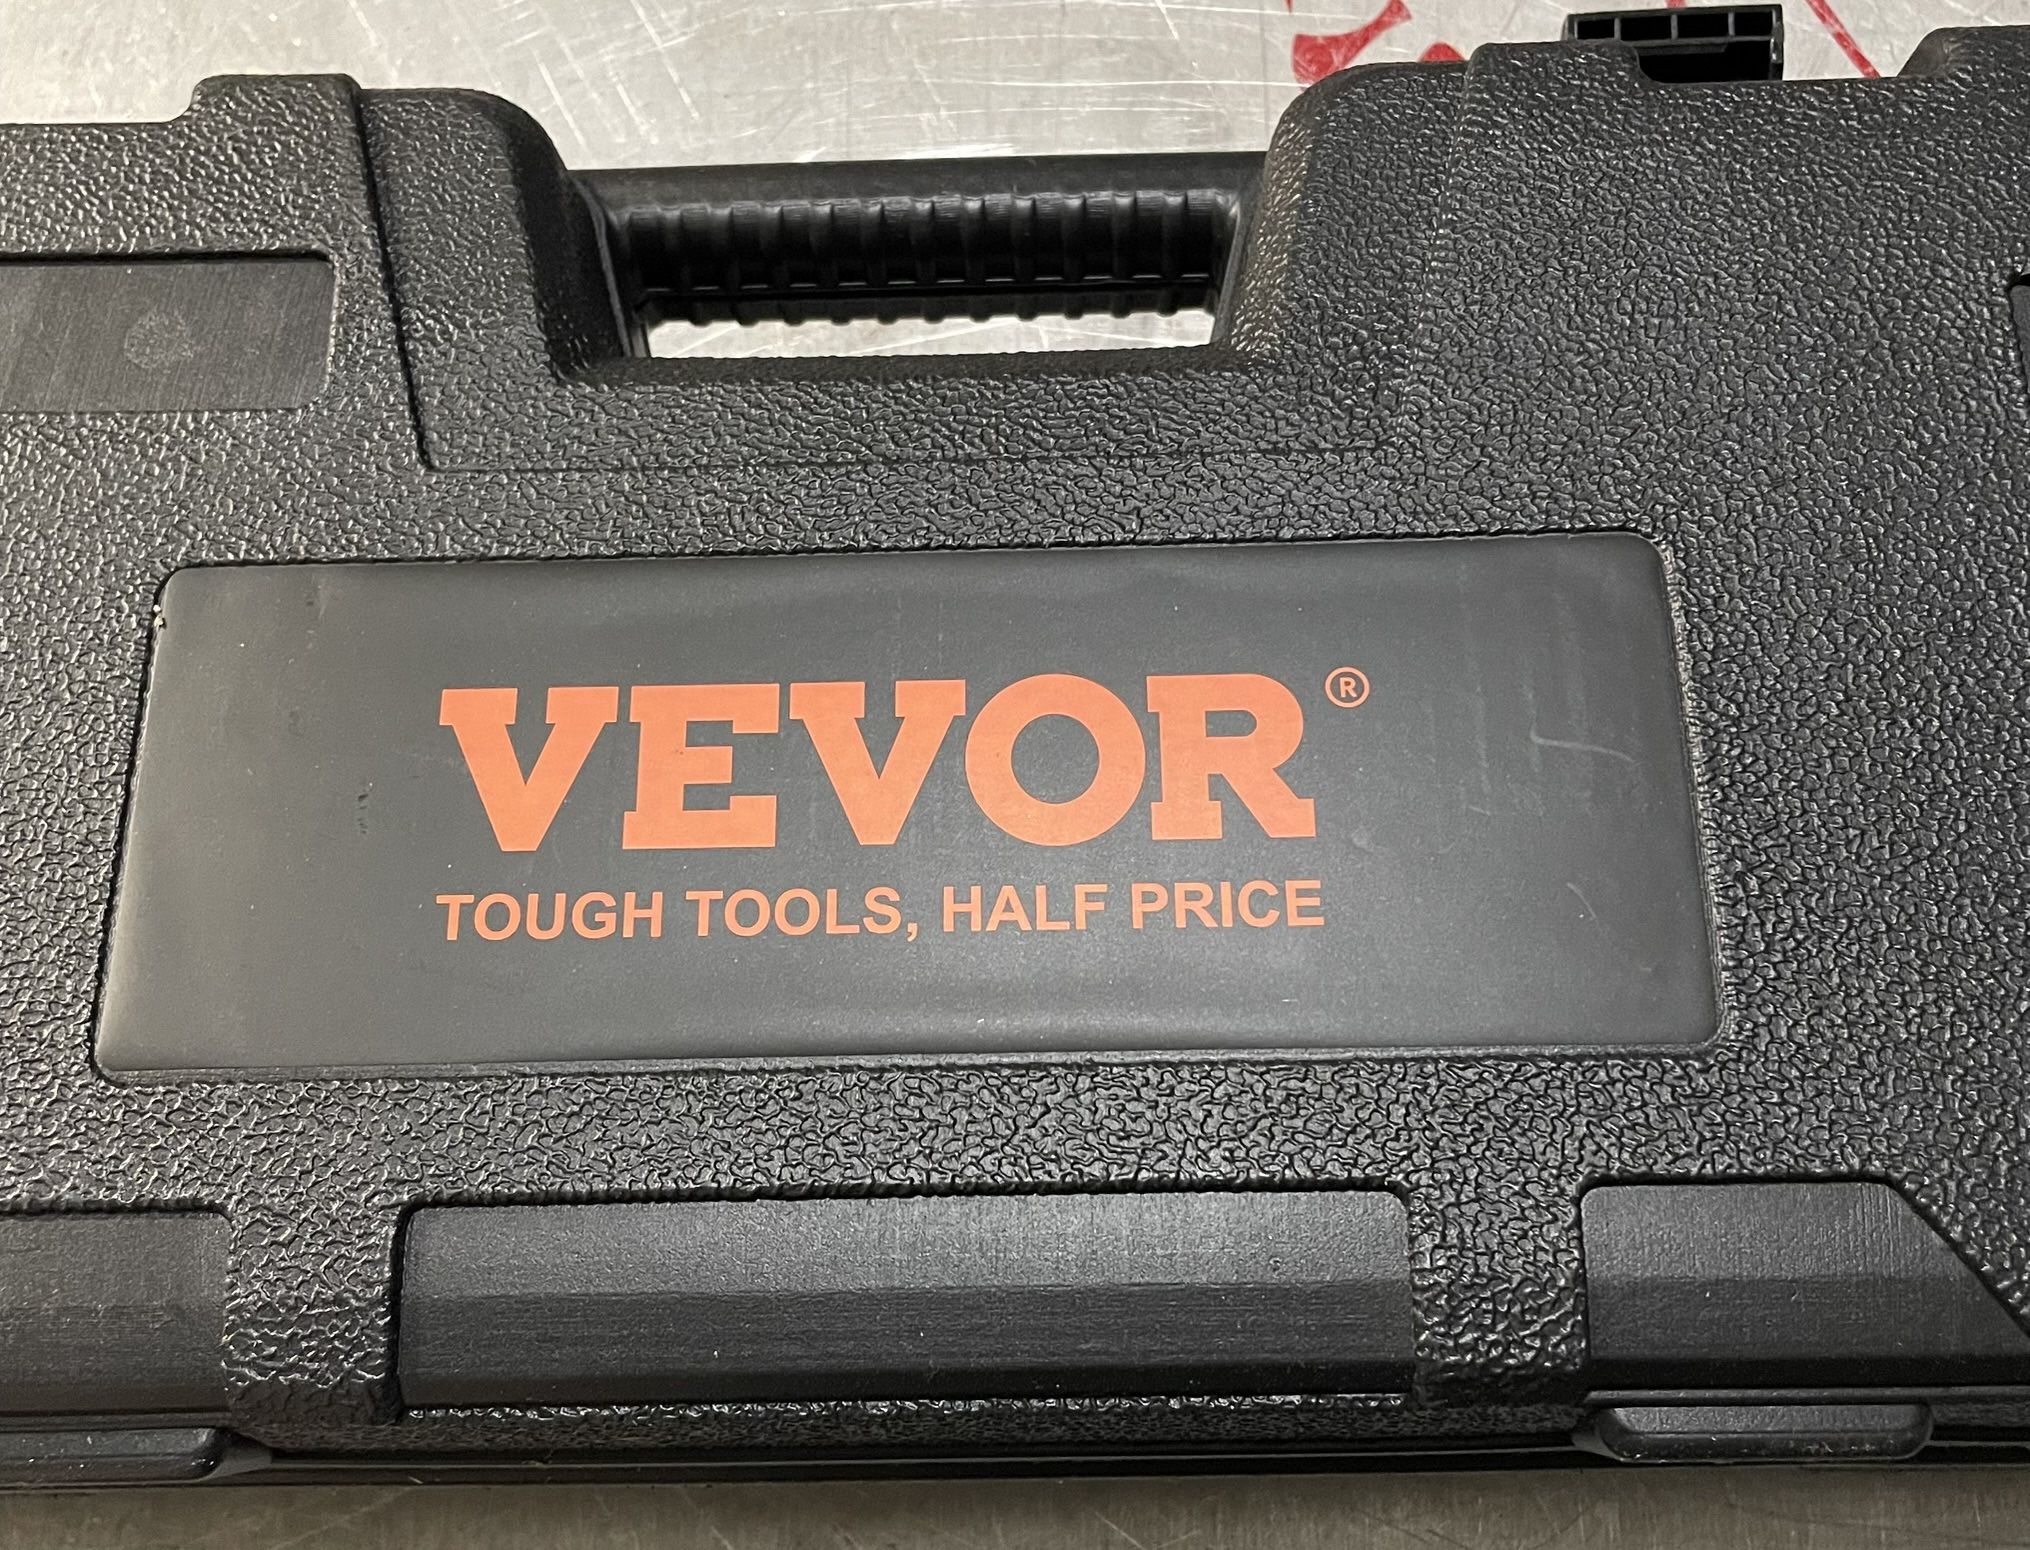 VEVOR®
TOUGH TOOLS, HALF PRICE